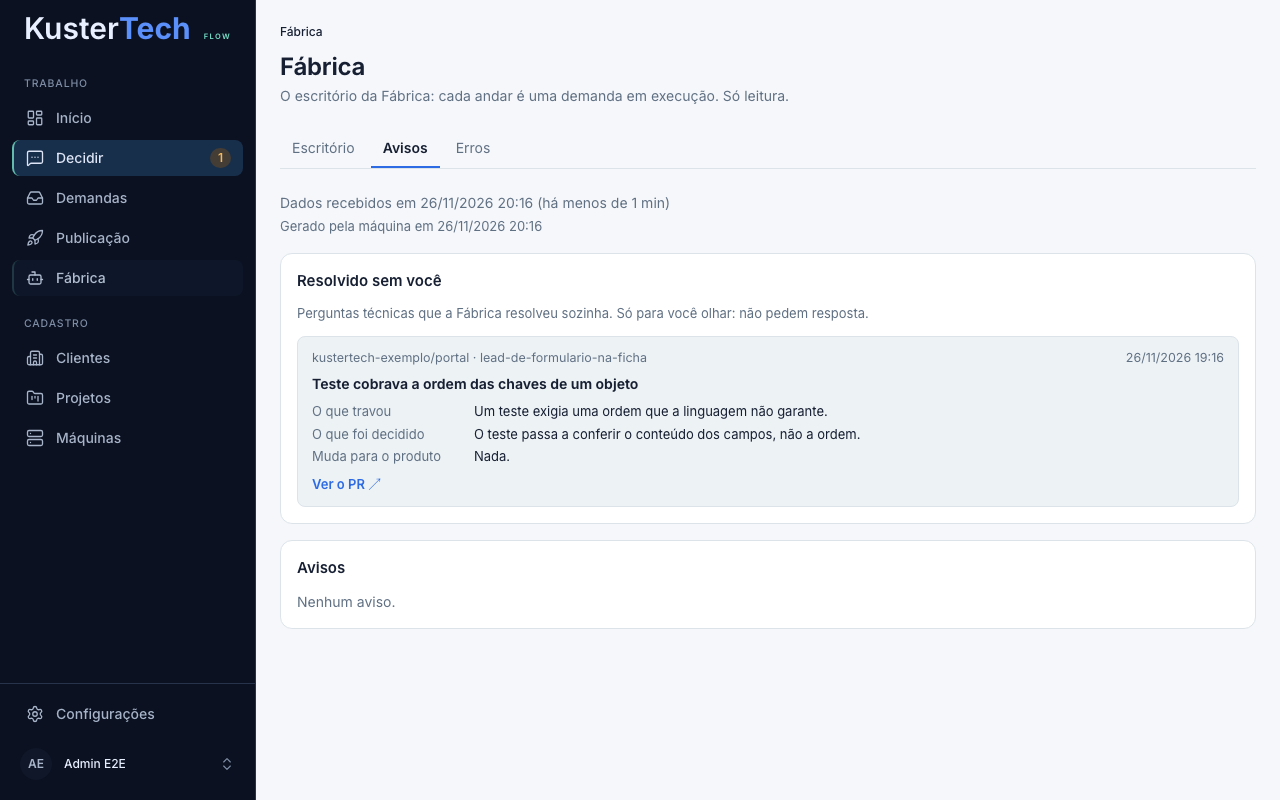 KusterTech FLOW
TRABALHO
Início
Decidir 1
Demandas
Publicação
Fábrica
CADASTRO
Clientes
Projetos
Máquinas
Configurações
AE Admin E2E
Fábrica
Fábrica
O escritório da Fábrica: cada andar é uma demanda em execução. Só leitura.
Escritório Avisos Erros
Dados recebidos em 26/11/2026 20:16 (há menos de 1 min)
Gerado pela máquina em 26/11/2026 20:16
Resolvido sem você
Perguntas técnicas que a Fábrica resolveu sozinha. Só para você olhar: não pedem resposta.
kustertech-exemplo/portal · lead-de-formulario-na-ficha 26/11/2026 19:16
Teste cobrava a ordem das chaves de um objeto
O que travou Um teste exigia uma ordem que a linguagem não garante.
O que foi decidido O teste passa a conferir o conteúdo dos campos, não a ordem.
Muda para o produto Nada.
Ver o PR ↗
Avisos
Nenhum aviso.